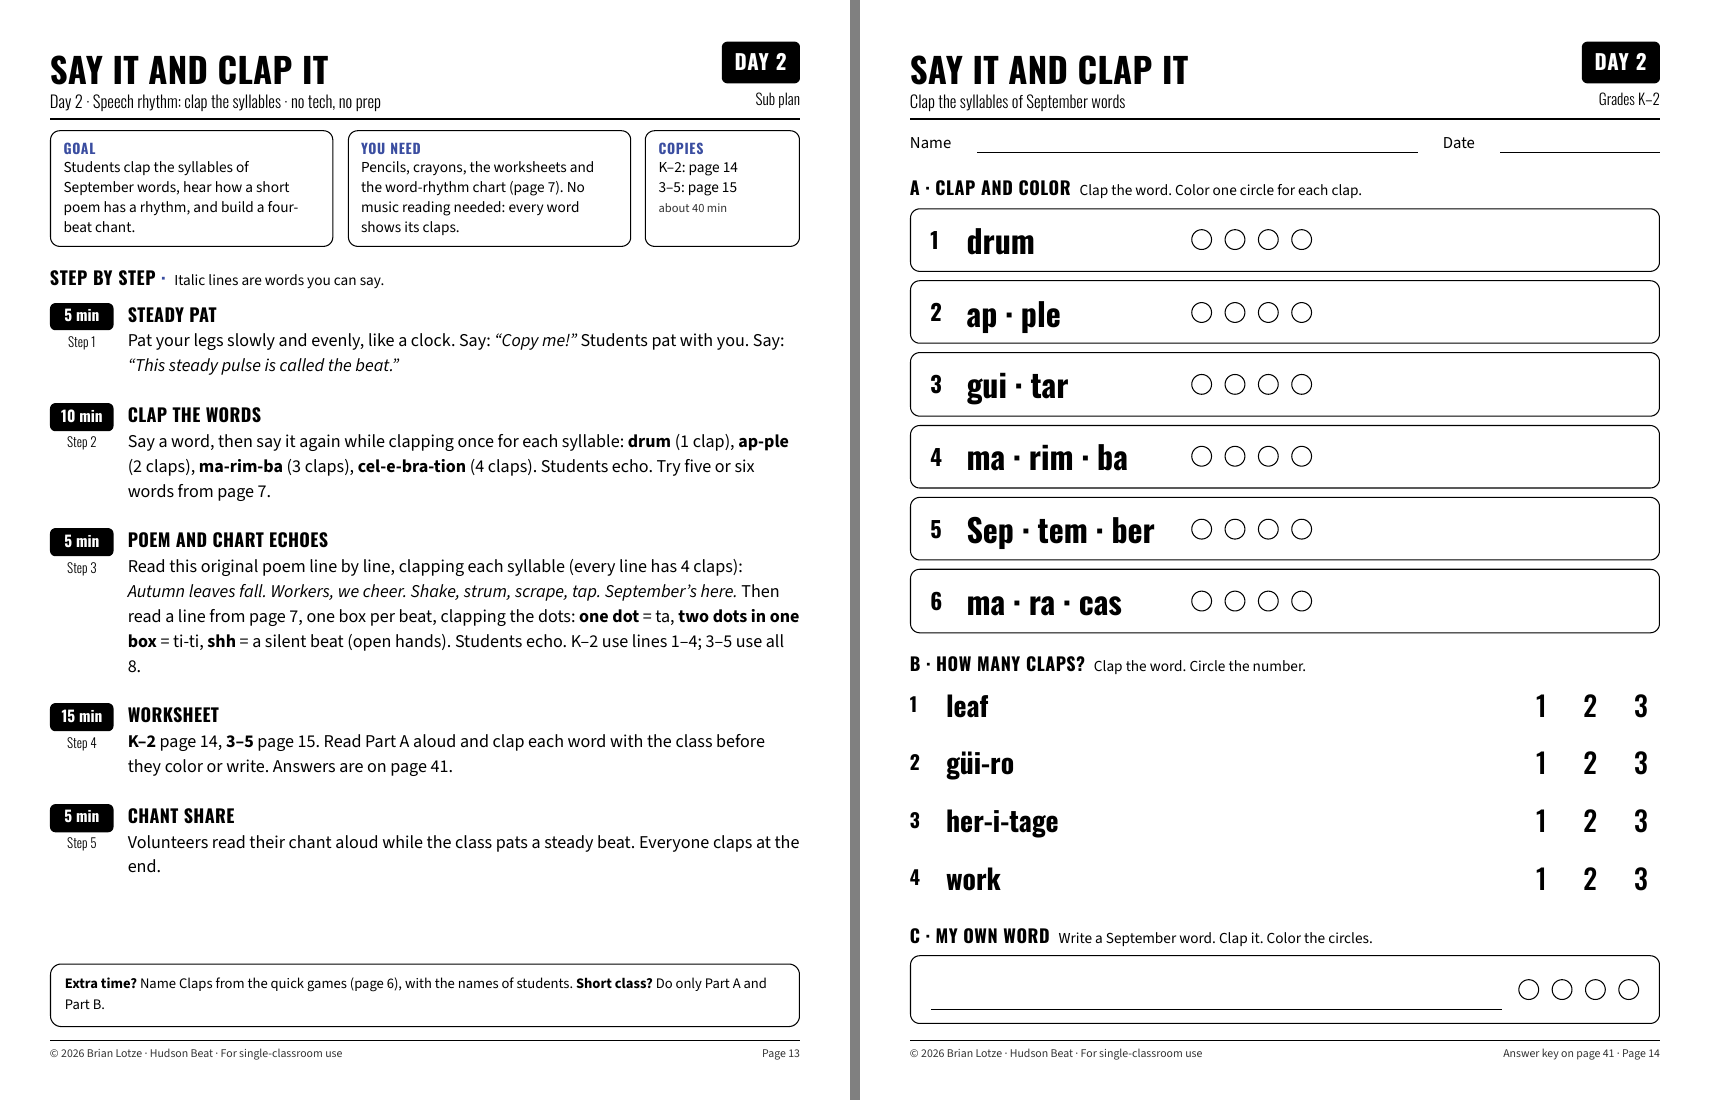 SAY IT AND CLAP IT
DAY 2
Day 2 · Speech rhythm: clap the syllables · no tech, no prep
Sub plan
GOAL
Students clap the syllables of
September words, hear how a short
poem has a rhythm, and build a four-
beat chant.
YOU NEED
Pencils, crayons, the worksheets and
the word-rhythm chart (page 7). No
music reading needed: every word
shows its claps.
COPIES
K–2: page 14
3–5: page 15
about 40 min
STEP BY STEP · Italic lines are words you can say.
5 min
Step 1
STEADY PAT
Pat your legs slowly and evenly, like a clock. Say: “Copy me!” Students pat with you. Say:
“This steady pulse is called the beat.”
10 min
Step 2
CLAP THE WORDS
Say a word, then say it again while clapping once for each syllable: drum (1 clap), ap-ple
(2 claps), ma-rim-ba (3 claps), cel-e-bra-tion (4 claps). Students echo. Try five or six
words from page 7.
5 min
Step 3
POEM AND CHART ECHOES
Read this original poem line by line, clapping each syllable (every line has 4 claps):
Autumn leaves fall. Workers, we cheer. Shake, strum, scrape, tap. September’s here. Then
read a line from page 7, one box per beat, clapping the dots: one dot = ta, two dots in one
box = ti-ti, shh = a silent beat (open hands). Students echo. K–2 use lines 1–4; 3–5 use all
8.
15 min
Step 4
WORKSHEET
K–2 page 14, 3–5 page 15. Read Part A aloud and clap each word with the class before
they color or write. Answers are on page 41.
5 min
Step 5
CHANT SHARE
Volunteers read their chant aloud while the class pats a steady beat. Everyone claps at the
end.
Extra time? Name Claps from the quick games (page 6), with the names of students. Short class? Do only Part A and
Part B.
© 2026 Brian Lotze · Hudson Beat · For single-classroom use
Page 13
SAY IT AND CLAP IT
DAY 2
Clap the syllables of September words
Grades K–2
Name
Date
A · CLAP AND COLOR Clap the word. Color one circle for each clap.
1 drum
2 ap · ple
3 gui · tar
4 ma · rim · ba
5 Sep · tem · ber
6 ma · ra · cas
B · HOW MANY CLAPS? Clap the word. Circle the number.
1 leaf 1 2 3
2 güi-ro 1 2 3
3 her-i-tage 1 2 3
4 work 1 2 3
C · MY OWN WORD Write a September word. Clap it. Color the circles.
© 2026 Brian Lotze · Hudson Beat · For single-classroom use
Answer key on page 41 · Page 14